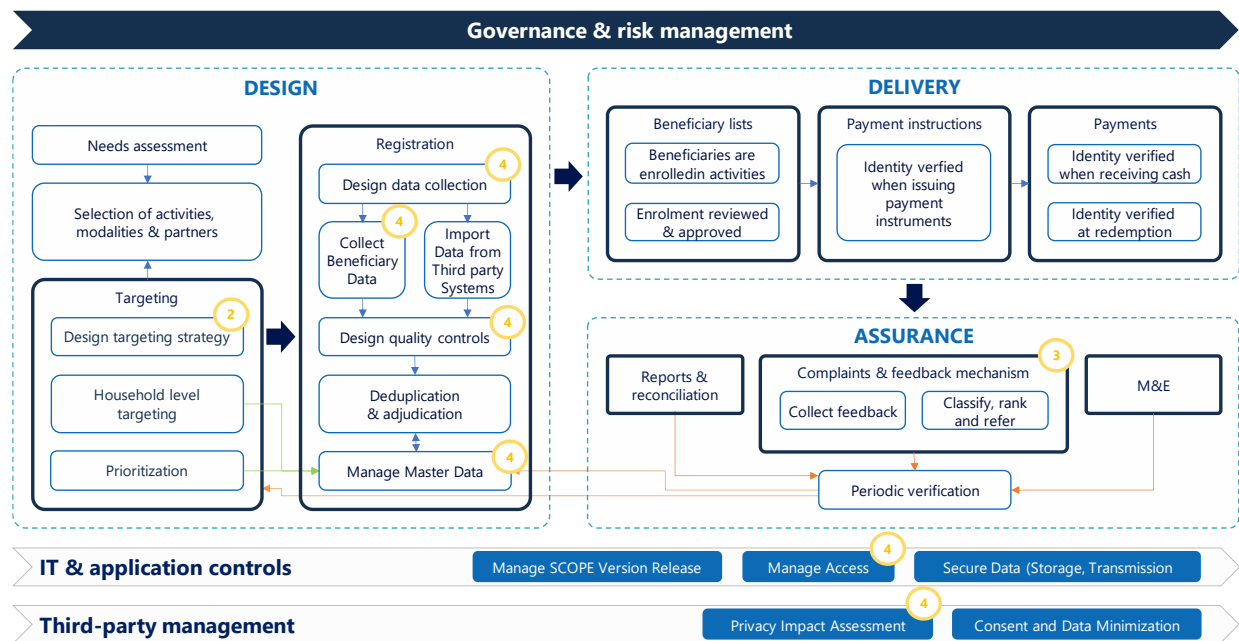 Governance & risk management
DESIGN
Needs assessment
Selection of activities,
modalities & partners
Targeting
2
Design targeting strategy
Household level
targeting
Prioritization
Registration
4
Design data collection
4
Collect
Beneficiary
Data
Import
Data from
Third party
Systems
4
Design quality controls
Deduplication
& adjudication
4
Manage Master Data
DELIVERY
Beneficiary lists
Beneficiaries are
enrolledin activities
Enrolment reviewed
& approved
Payment instructions
Identity verfied
when issuing
payment
instruments
Payments
Identity verified
when receiving cash
Identity verified
at redemption
ASSURANCE
Reports &
reconciliation
3
Complaints & feedback mechanism
Collect feedback
Classify, rank
and refer
M&E
Periodic verification
IT & application controls
Manage SCOPE Version Release
4
Manage Access
Secure Data (Storage, Transmission
Third-party management
4
Privacy Impact Assessment
Consent and Data Minimization